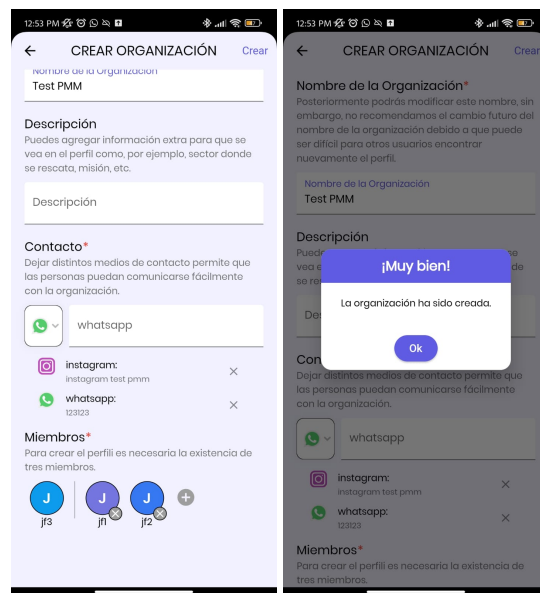 12:53 PM
CREAR ORGANIZACIÓN
Crear
Nombre de la Organización
Test PMM
Descripción
Puedes agregar información extra para que se
vea en el perfil como, por ejemplo, sector donde
se rescata, misión, etc.
Descripción
Contacto*
Dejar distintos medios de contacto permite que
las personas puedan comunicarse fácilmente
con la organización.
whatsapp
instagram:
instagram test pmm
whatsapp:
123123
Miembros*
Para crear el perfili es necesaria la existencia de
tres miembros.
J
J
J
jf3
jf1
jf2
12:53 PM
CREAR ORGANIZACIÓN
Crear
Nombre de la Organización*
Posteriormente podrás modificar este nombre, sin
embargo, no recomendamos el cambio futuro del
nombre de la organización debido a que puede
ser difícil para otros usuarios encontrar
nuevamente el perfil.
Nombre de la Organización
Test PMM
Descripción
¡Muy bien!
La organización ha sido creada.
Ok
Dejar distintos medios de contacto permite que
las personas puedan comunicarse fácilmente
con la organización.
whatsapp
instagram:
instagram test pmm
whatsapp:
123123
Miembros*
Para crear el perfili es necesaria la existencia de
tres miembros.